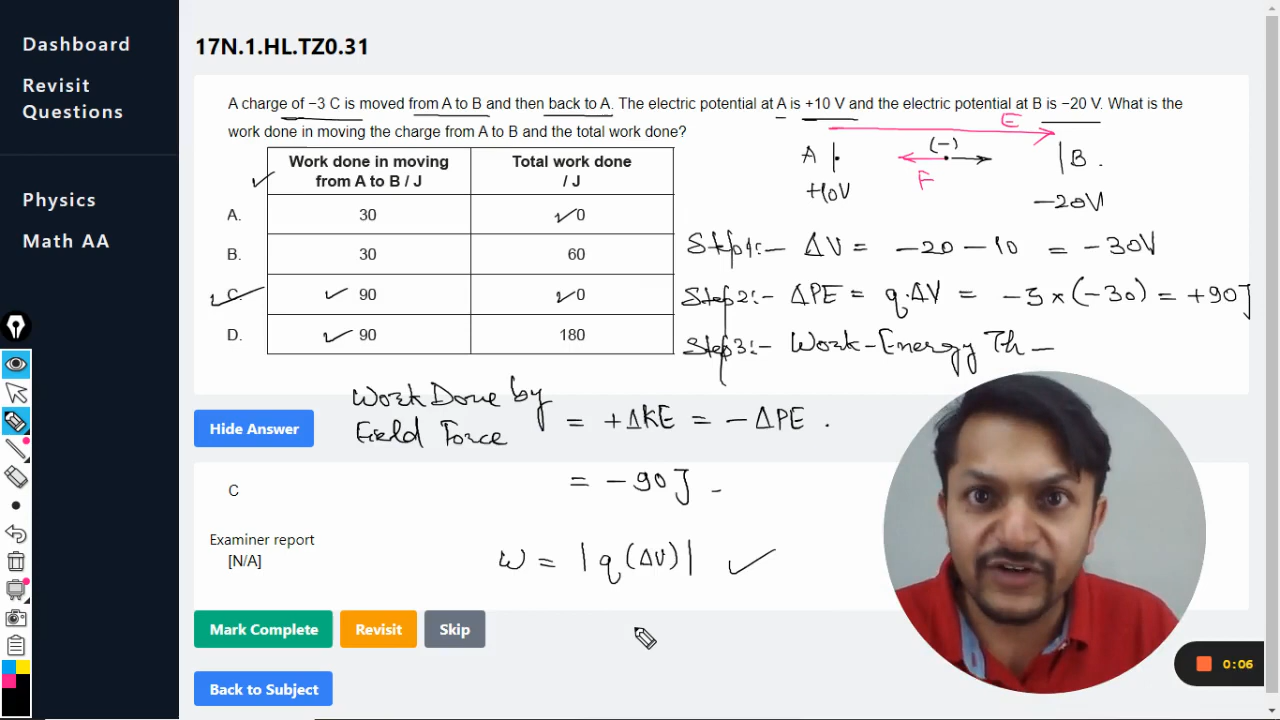 Dashboard
Revisit
Questions
Physics
Math AA
17N.1.HL.TZ0.31
A charge of −3 C is moved from A to B and then back to A. The electric potential at A is +10 V and the electric potential at B is −20 V. What is the
work done in moving the charge from A to B and the total work done?
Work done in moving from A to B / J Total work done / J
A. 30 0
B. 30 60
C. 90 0
D. 90 180
E
A (−) B
F
+10V −20V
Step1:- ΔV = −20 −10 = −30V
Step2:- ΔPE = q.ΔV = −3 × (−30) = +90J
Step3:- Work-Energy Th —
Work Done by
Field Force = +ΔKE = −ΔPE .
= −90J
W = |q(ΔV)|
Hide Answer
C
Examiner report
[N/A]
Mark Complete Revisit Skip
Back to Subject
0:06